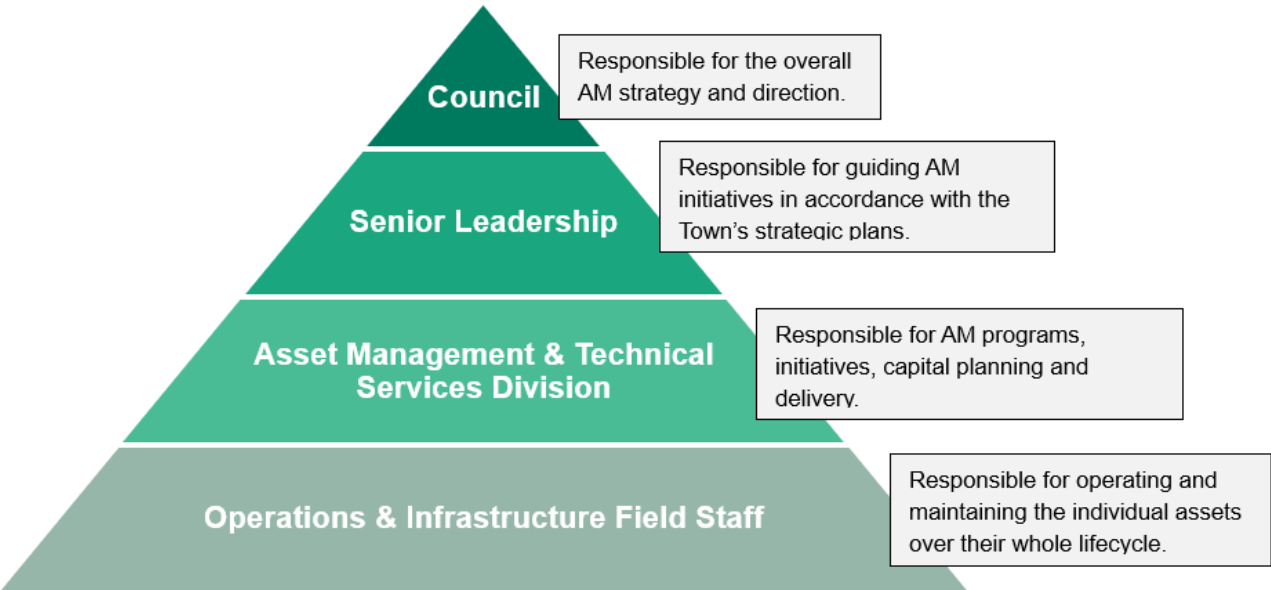 Council
Responsible for the overall
AM strategy and direction.
Senior Leadership
Responsible for guiding AM
initiatives in accordance with the
Town's strategic plans.
Asset Management & Technical
Services Division
Responsible for AM programs,
initiatives, capital planning and
delivery.
Operations & Infrastructure Field Staff
Responsible for operating and
maintaining the individual assets
over their whole lifecycle.